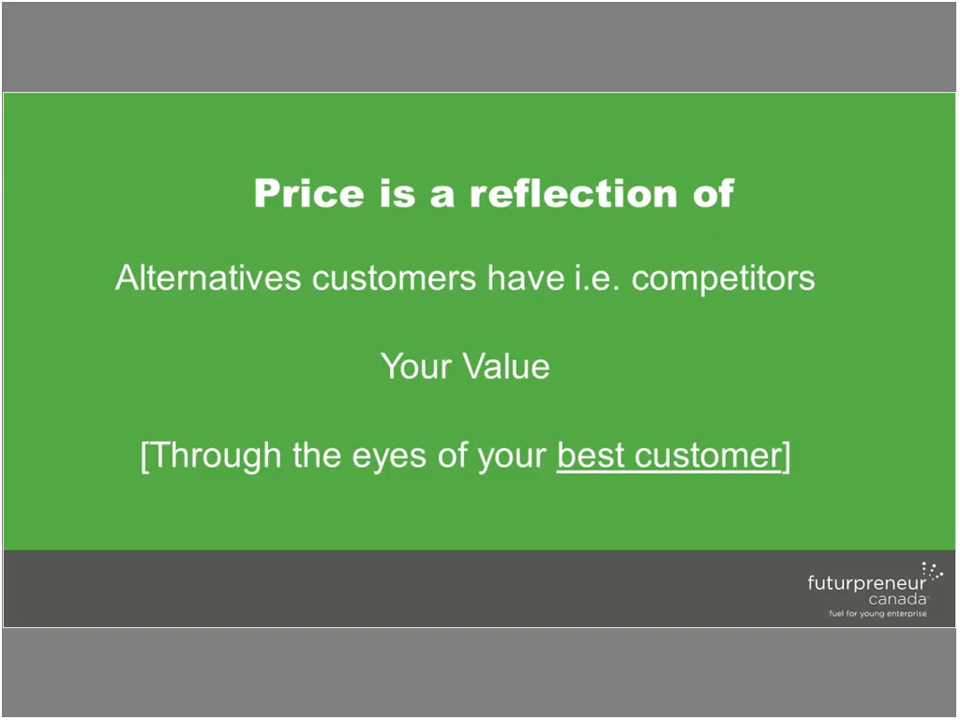 Price is a reflection of
Alternatives customers have i.e. competitors
Your Value
[Through the eyes of your best customer]
futurpreneur
canada
fuel for young enterprise